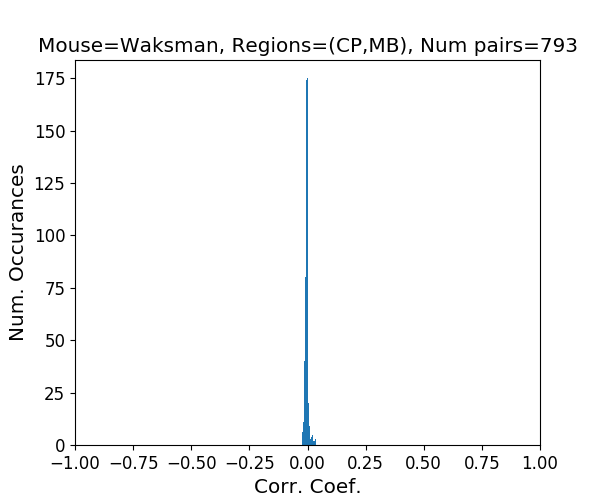 Mouse=Waksman, Regions=(CP,MB), Num pairs=793
175
150
125
100
75
50
25
0
Num. Occurances
−1.00 −0.75 −0.50 −0.25 0.00 0.25 0.50 0.75 1.00
Corr. Coef.